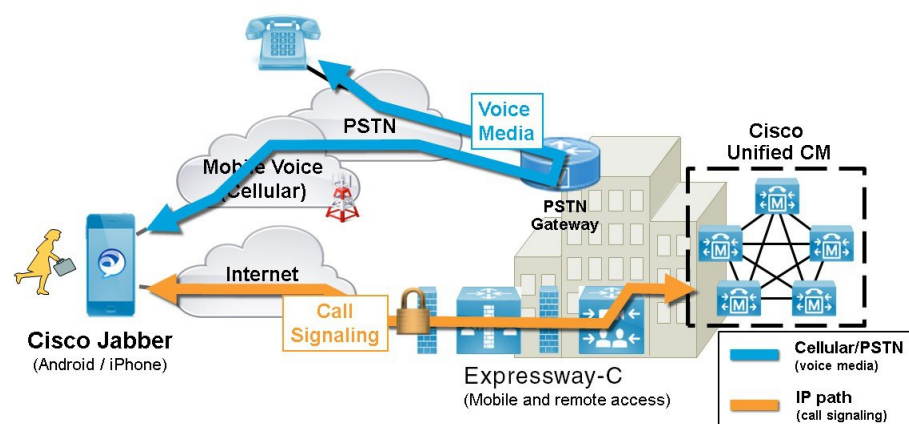 Voice
Media
PSTN
Mobile Voice
(Cellular)
PSTN
Gateway
Cisco
Unified CM
M
M
M
M
M
Internet
Call
Signaling
Cisco Jabber
(Android / iPhone)
Expressway-C
(Mobile and remote access)
Cellular/PSTN
(voice media)
IP path
(call signaling)